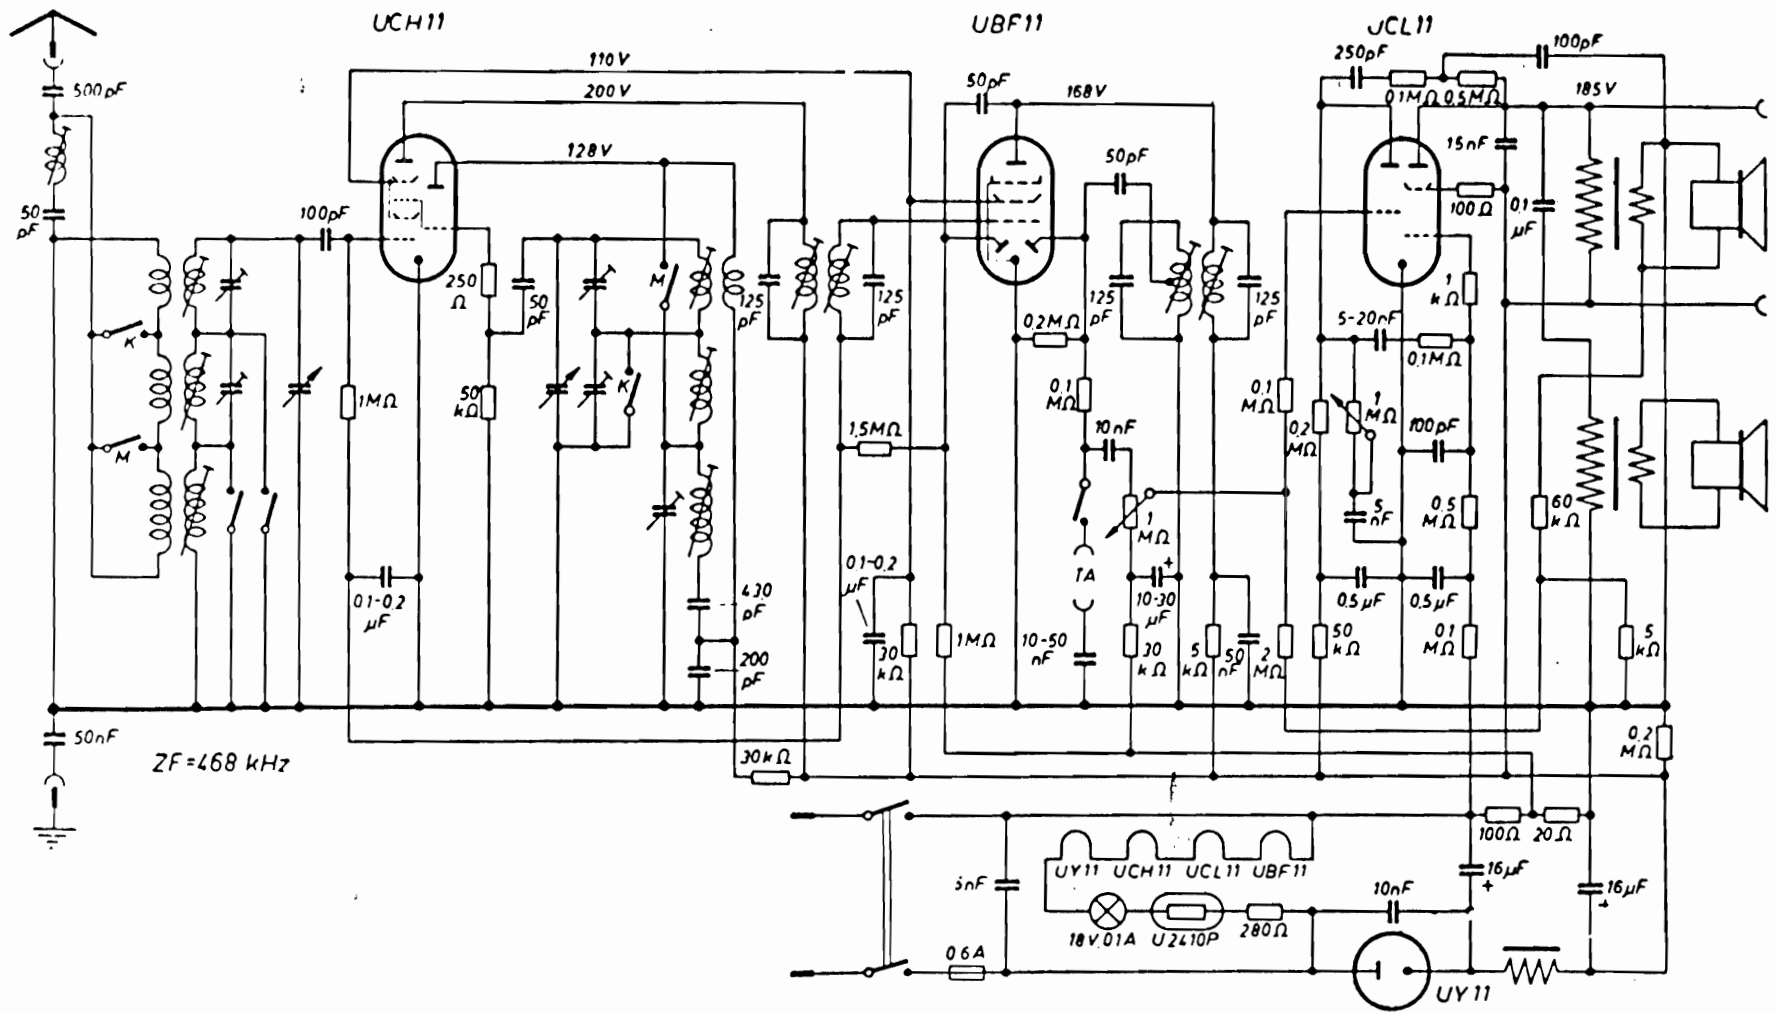 UCH11
UBF11
UCL11
110V
200V
128V
168V
185V
500pF
50
pF
100pF
250
Ω
50
pF
50
kΩ
1MΩ
0.1-0.2
µF
K
M
M
K
430
pF
200
pF
125
pF
125
pF
50pF
50pF
125
pF
125
pF
0.2MΩ
0.1
MΩ
1.5MΩ
10nF
1
MΩ
TA
0.1-0.2
µF
30
kΩ
1MΩ
10-50
nF
+
10-30
µF
30
kΩ
5
kΩ
50
nF
2
MΩ
250pF
0.1MΩ
0.5MΩ
100pF
15nF
100Ω
0.1
µF
1
kΩ
5-20nF
0.1MΩ
0.1
MΩ
0.2
MΩ
1
MΩ
100pF
5
nF
0.5
MΩ
60
kΩ
0.5µF
0.5µF
50
kΩ
0.1
MΩ
5
kΩ
0.2
MΩ
50nF
ZF=468 kHz
30kΩ
100Ω
20Ω
UY11
UCH11
UCL11
UBF11
5nF
18V,0.1A
U2410P
280Ω
10nF
16µF
+
16µF
+
0.6A
UY11